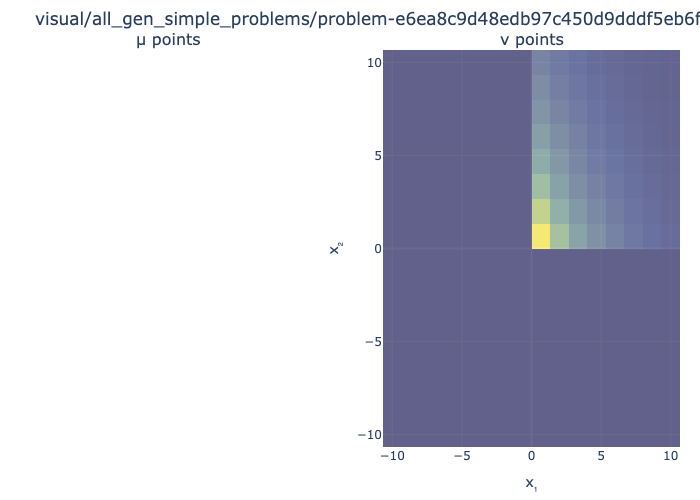 visual/all_gen_simple_problems/problem-e6ea8c9d48edb97c450d9dddf5eb6f
μ points
ν points
10
5
x₂
0
−5
−10
−10
−5
0
5
10
x₁